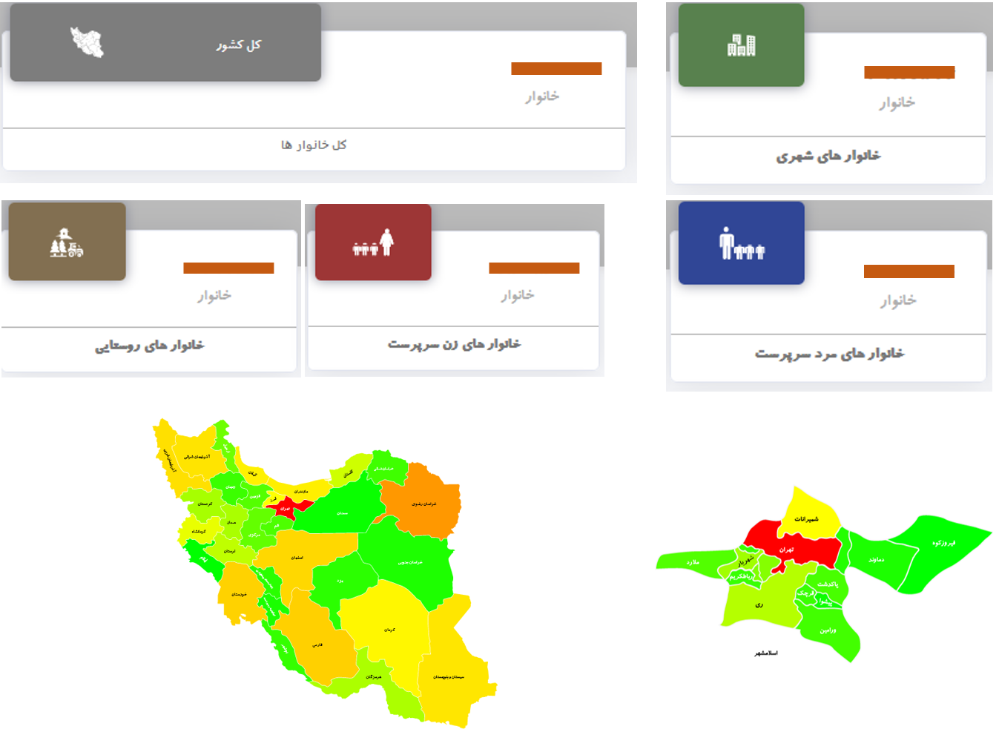 کل کشور
خانوار
کل خانوار ها
خانوار
خانوار های شهری
خانوار
خانوار های روستایی
خانوار
خانوار های زن سرپرست
خانوار
خانوار های مرد سرپرست
آذربایجان غربی
آذربایجان شرقی
گیلان
زنجان
قزوین
البرز
مازندران
گلستان
خراسان شمالی
کردستان
تهران
سمنان
خراسان رضوی
همدان
کرمانشاه
مرکزی
قم
لرستان
ایلام
اصفهان
خراسان جنوبی
یزد
خوزستان
کرمان
فارس
بوشهر
هرمزگان
سیستان و بلوچستان
شمیرانات
تهران
فیروزکوه
دماوند
ملارد
شهریار
رباطکریم
پاکدشت
قرچک
پیشوا
ری
ورامین
اسلامشهر